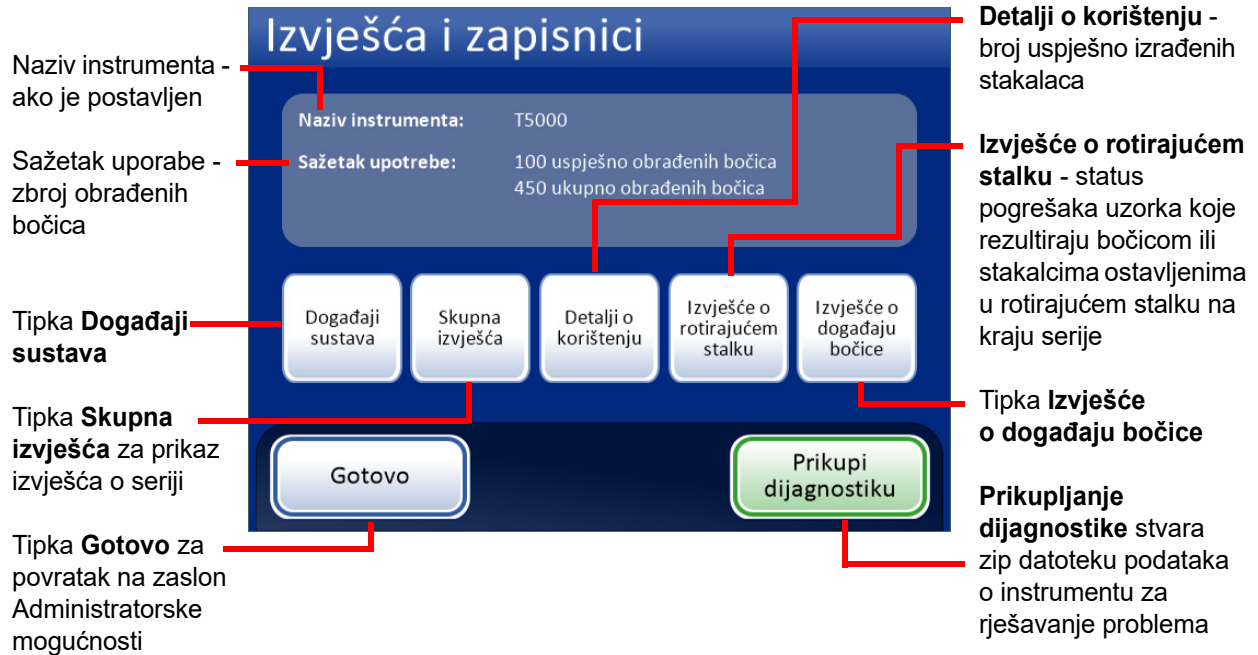 Izvješća i zapisnici
Naziv instrumenta -
ako je postavljen
Sažetak uporabe -
zbroj obrađenih
bočica
Tipka Događaji
sustava
Tipka Skupna
izvješća za prikaz
izvješća o seriji
Tipka Gotovo za
povratak na zaslon
Administratorske
mogućnosti
Naziv instrumenta: T5000
Sažetak upotrebe: 100 uspješno obrađenih bočica
450 ukupno obrađenih bočica
Događaji
sustava
Skupna
izvješća
Detalji o
korištenju
Izvješće o
rotirajućem
stalku
Izvješće o
događaju
bočice
Gotovo
Prikupi
dijagnostiku
Detalji o korištenju -
broj uspješno izrađenih
stakalaca
Izvješće o rotirajućem
stalku - status
pogrešaka uzorka koje
rezultiraju bočicom ili
stakalcima ostavljenima
u rotirajućem stalku na
kraju serije
Tipka Izvješće
o događaju bočice
Prikupljanje
dijagnostike stvara
zip datoteku podataka
o instrumentu za
rješavanje problema